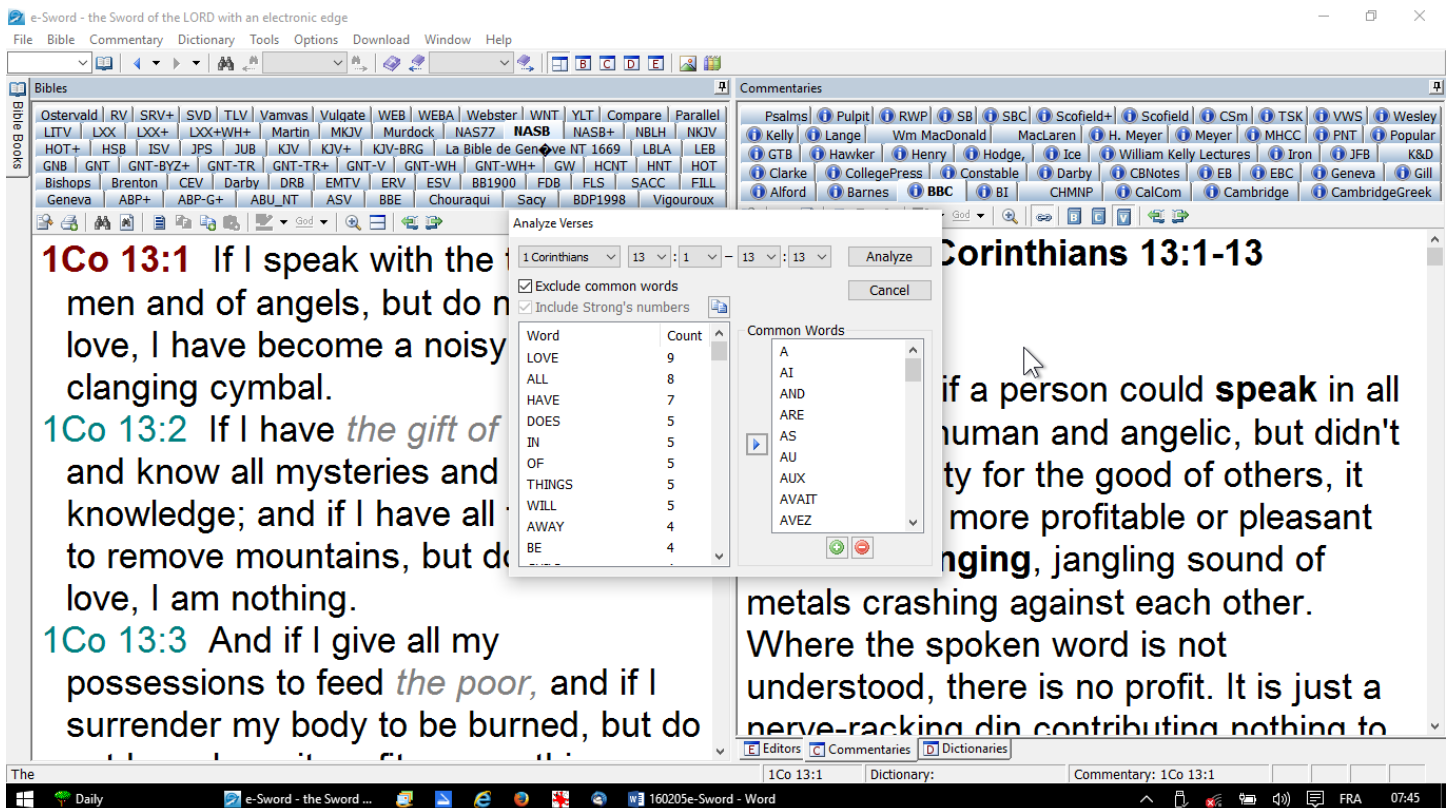 e-Sword - the Sword of the LORD with an electronic edge
File Bible Commentary Dictionary Tools Options Download Window Help
B C D E
Bible Books
Bibles
Ostervald RV SRV+ SVD TLV Vamvas Vulgate WEB WEBA Webster WNT YLT Compare Parallel
LITV LXX LXX+ LXX+WH+ Martin MKJV Murdock NAS77 NASB NASB+ NBLH NKJV
HOT+ HSB ISV JPS JUB KJV KJV+ KJV-BRG La Bible de Gen�ve NT 1669 LBLA LEB
GNB GNT GNT-BYZ+ GNT-TR GNT-TR+ GNT-V GNT-WH GNT-WH+ GW HCNT HNT HOT
Bishops Brenton CEV Darby DRB EMTV ERV ESV BB1900 FDB FLS SACC FILL
Geneva ABP+ ABP-G+ ABU_NT ASV BBE Chouraqui Sacy BDP1998 Vigouroux
God
1Co 13:1 If I speak with the
men and of angels, but do n
love, I have become a noisy
clanging cymbal.
1Co 13:2 If I have the gift of
and know all mysteries and
knowledge; and if I have all
to remove mountains, but do
love, I am nothing.
1Co 13:3 And if I give all my
possessions to feed the poor, and if I
surrender my body to be burned, but do
Analyze Verses
1 Corinthians 13 : 1 – 13 : 13 Analyze
Exclude common words Cancel
Include Strong's numbers
Word Count
LOVE 9
ALL 8
HAVE 7
DOES 5
IN 5
OF 5
THINGS 5
WILL 5
AWAY 4
BE 4
Common Words
A
AI
AND
ARE
AS
AU
AUX
AVAIT
AVEZ
Commentaries
Psalms Pulpit RWP SB SBC Scofield+ Scofield CSm TSK VWS Wesley
Kelly Lange Wm MacDonald MacLaren H. Meyer Meyer MHCC PNT Popular
GTB Hawker Henry Hodge, Ice William Kelly Lectures Iron JFB K&D
Clarke CollegePress Constable Darby CBNotes EB EBC Geneva Gill
Alford Barnes BBC BI CHMNP CalCom Cambridge CambridgeGreek
God B C V
Corinthians 13:1-13
if a person could speak in all
human and angelic, but didn't
ty for the good of others, it
more profitable or pleasant
nging, jangling sound of
metals crashing against each other.
Where the spoken word is not
understood, there is no profit. It is just a
nerve-racking din contributing nothing to
E Editors C Commentaries D Dictionaries
The 1Co 13:1 Dictionary: Commentary: 1Co 13:1
Daily e-Sword - the Sword ... 160205e-Sword - Word FRA 07:45